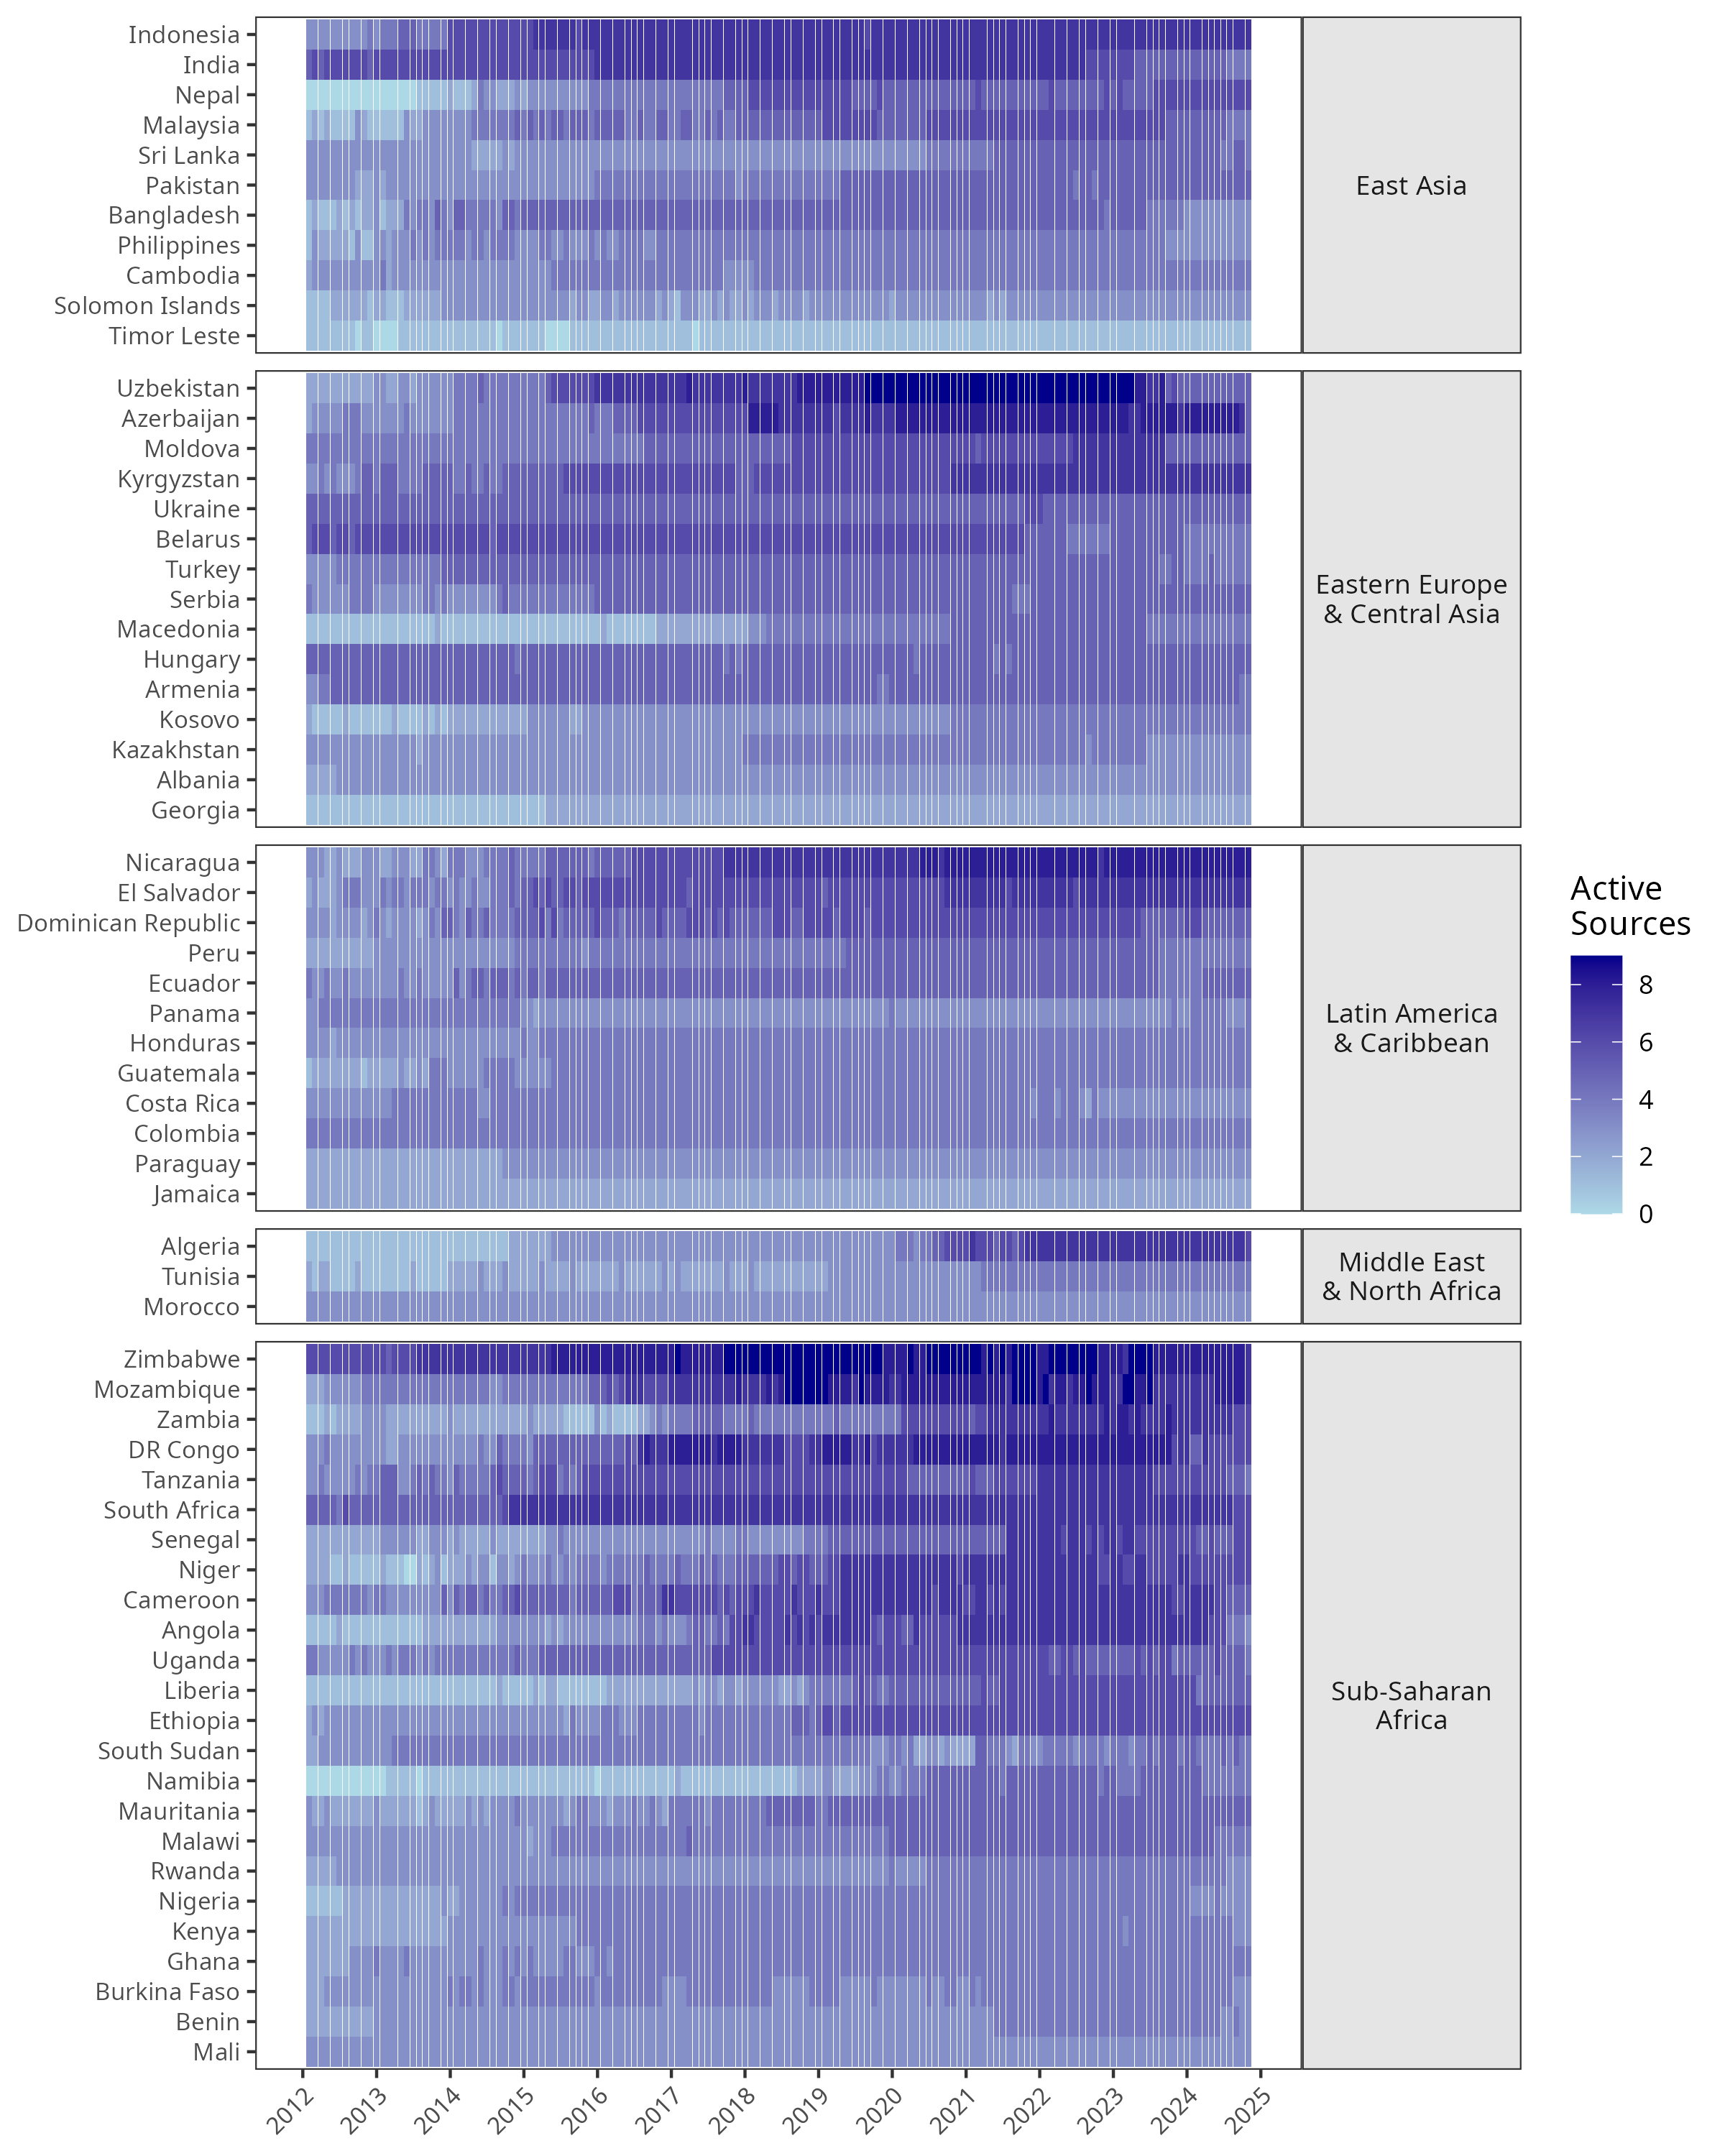 Indonesia
India
Nepal
Malaysia
Sri Lanka
Pakistan
Bangladesh
Philippines
Cambodia
Solomon Islands
Timor Leste
East Asia
Uzbekistan
Azerbaijan
Moldova
Kyrgyzstan
Ukraine
Belarus
Turkey
Serbia
Macedonia
Hungary
Armenia
Kosovo
Kazakhstan
Albania
Georgia
Eastern Europe
& Central Asia
Nicaragua
El Salvador
Dominican Republic
Peru
Ecuador
Panama
Honduras
Guatemala
Costa Rica
Colombia
Paraguay
Jamaica
Latin America
& Caribbean
Algeria
Tunisia
Morocco
Middle East
& North Africa
Zimbabwe
Mozambique
Zambia
DR Congo
Tanzania
South Africa
Senegal
Niger
Cameroon
Angola
Uganda
Liberia
Ethiopia
South Sudan
Namibia
Mauritania
Malawi
Rwanda
Nigeria
Kenya
Ghana
Burkina Faso
Benin
Mali
Sub-Saharan
Africa
2012
2013
2014
2015
2016
2017
2018
2019
2020
2021
2022
2023
2024
2025
Active
Sources
8
6
4
2
0